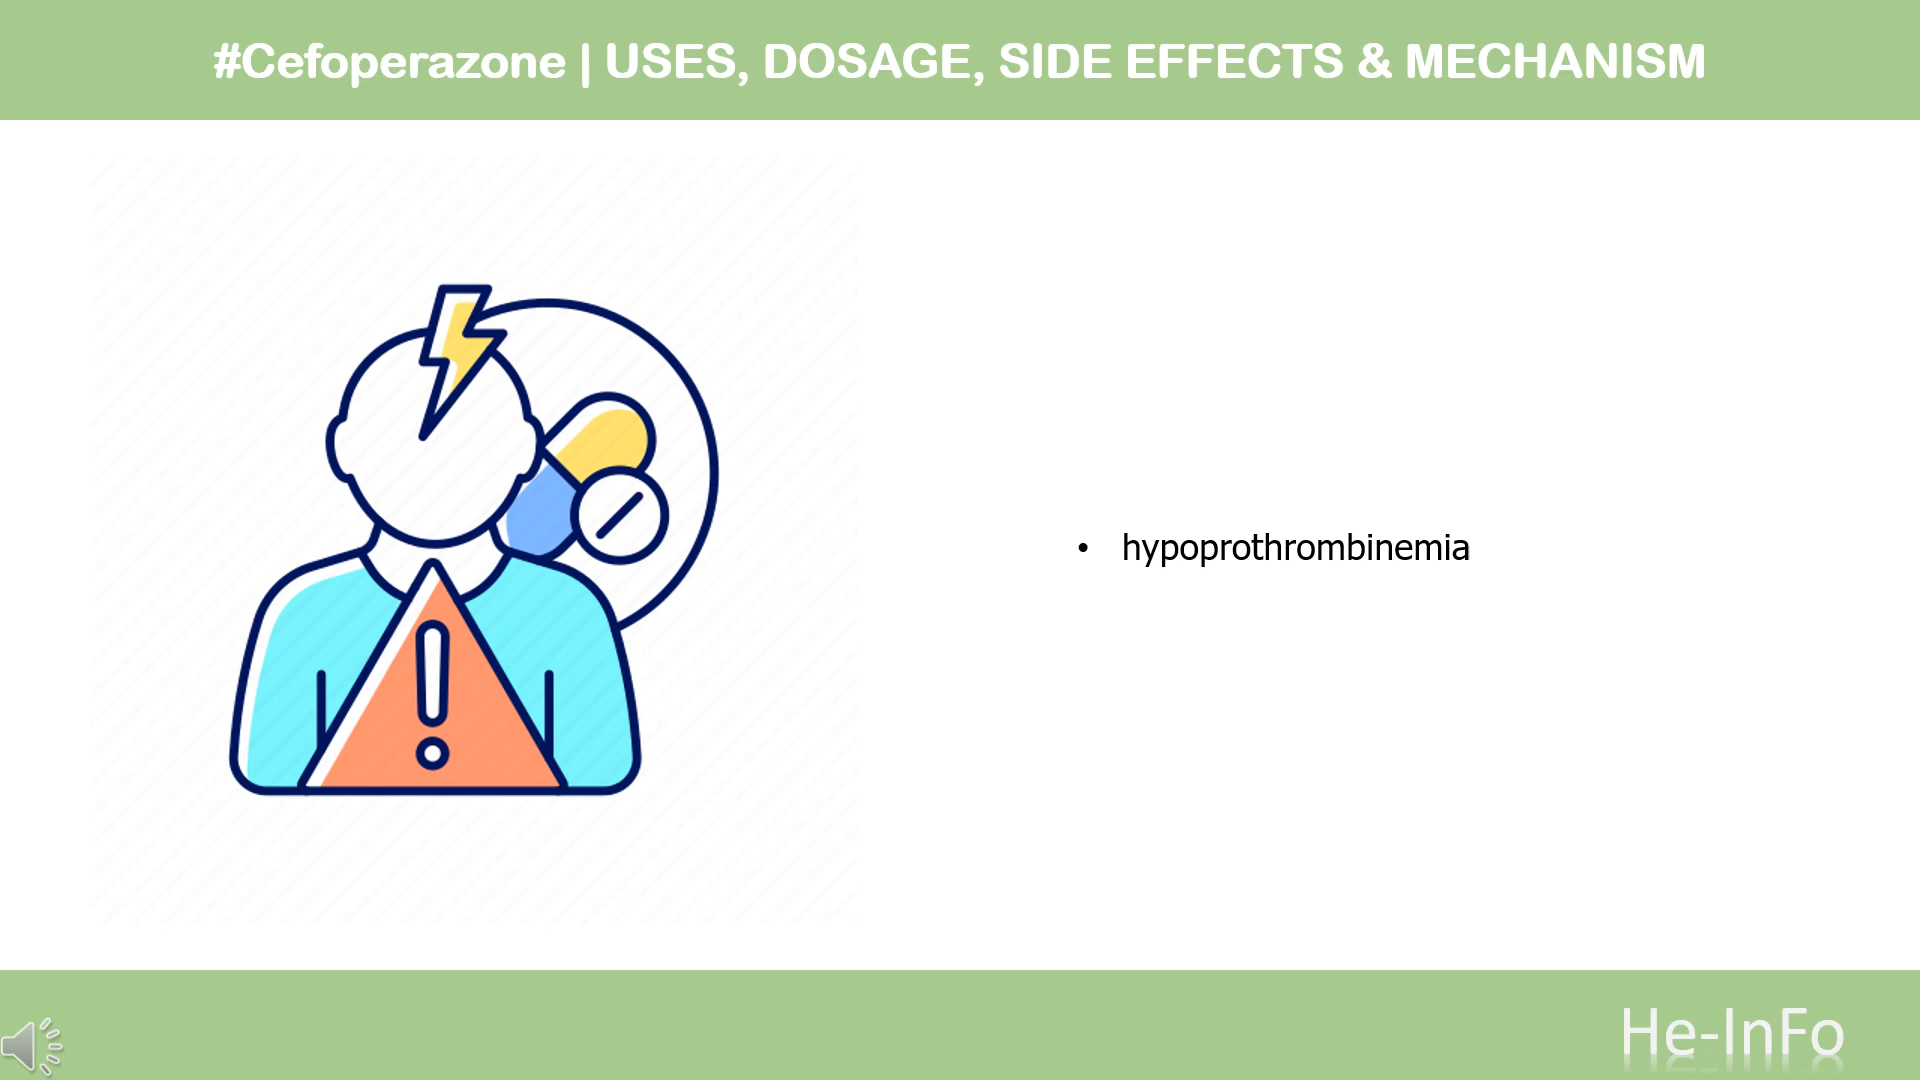 #Cefoperazone | USES, DOSAGE, SIDE EFFECTS & MECHANISM
• hypoprothrombinemia
He-InFo